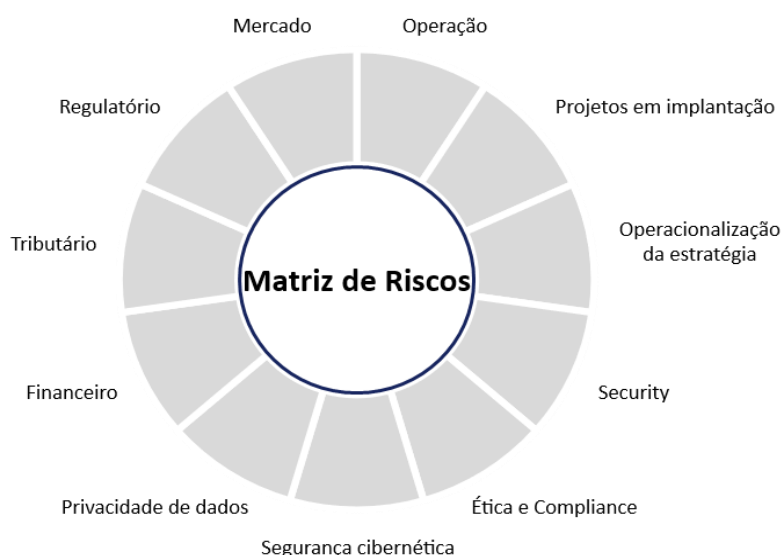 Mercado
Operação
Regulatório
Projetos em implantação
Tributário
Operacionalização
da estratégia
Matriz de Riscos
Financeiro
Security
Privacidade de dados
Ética e Compliance
Segurança cibernética